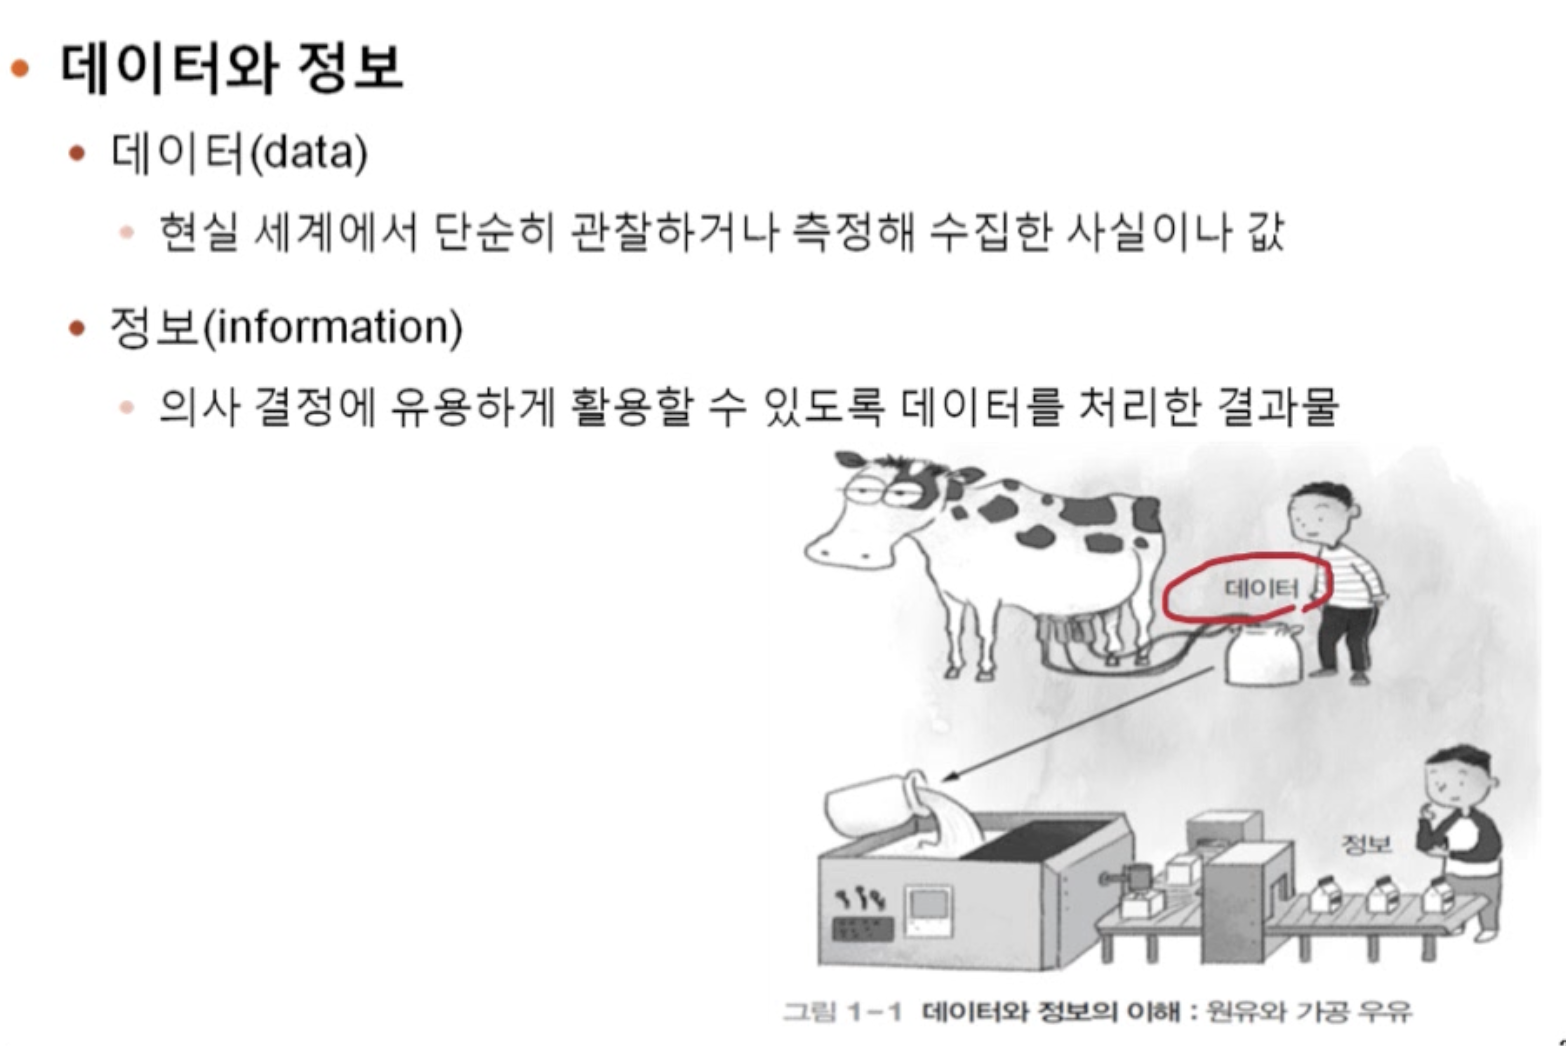 데이터와 정보
데이터(data)
현실 세계에서 단순히 관찰하거나 측정해 수집한 사실이나 값
정보(information)
의사 결정에 유용하게 활용할 수 있도록 데이터를 처리한 결과물
데이터
정보
그림 1-1 데이터와 정보의 이해 : 원유와 가공 우유